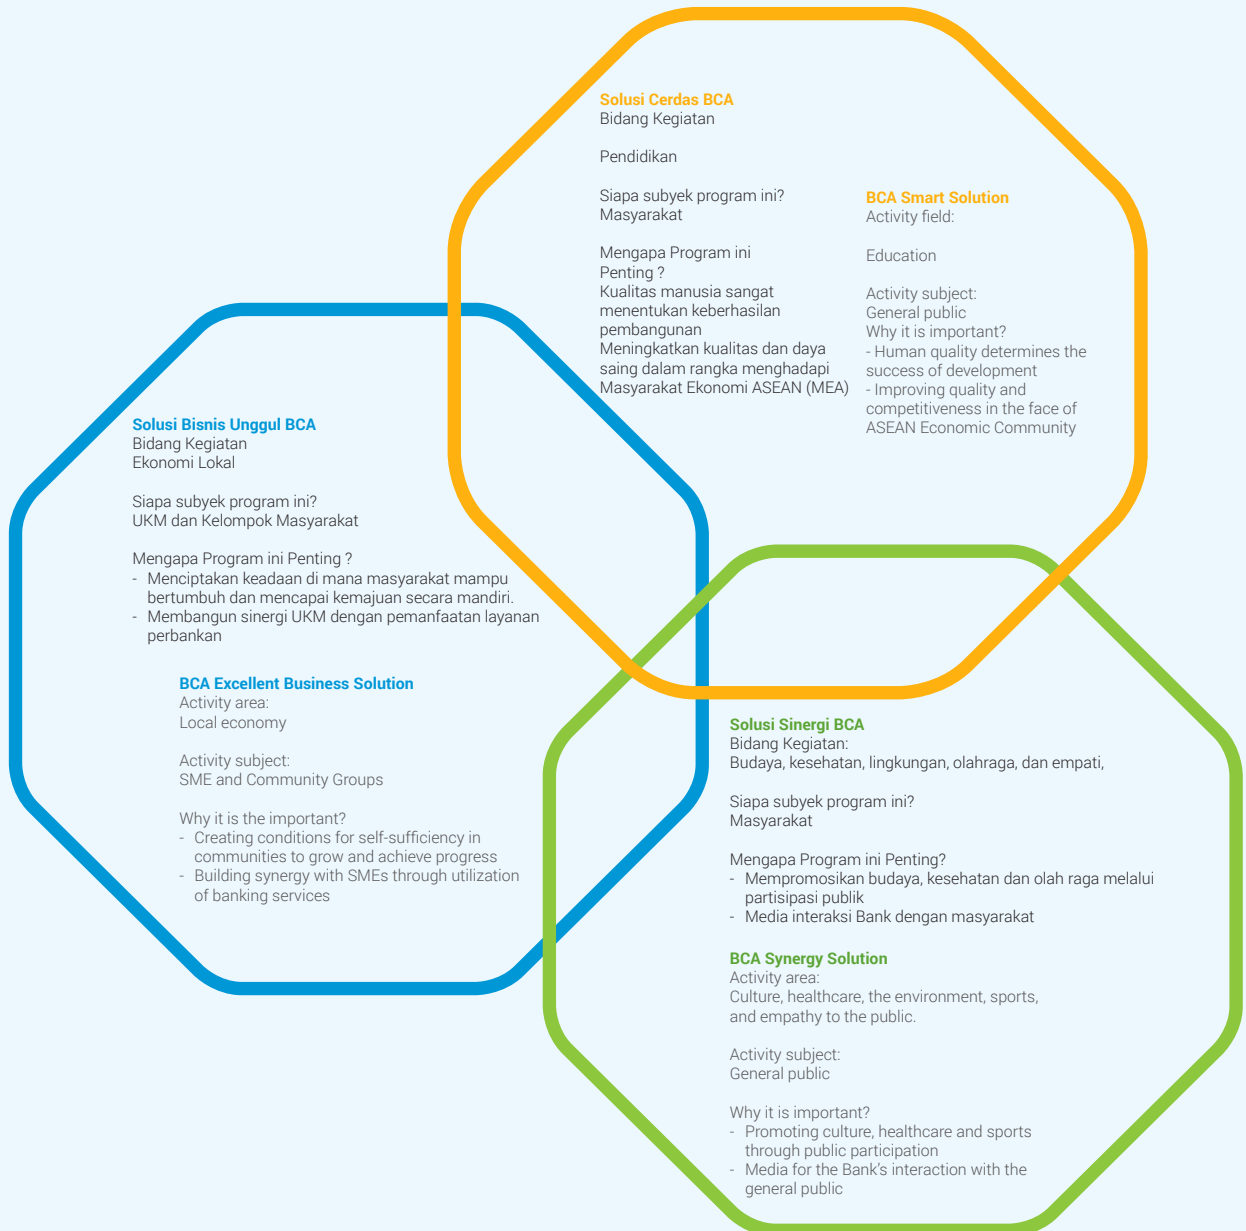 Solusi Cerdas BCA
Bidang Kegiatan
Pendidikan
Siapa subyek program ini?
Masyarakat
Mengapa Program ini
Penting ?
Kualitas manusia sangat
menentukan keberhasilan
pembangunan
Meningkatkan kualitas dan daya
saing dalam rangka menghadapi
Masyarakat Ekonomi ASEAN (MEA)
BCA Smart Solution
Activity field:
Education
Activity subject:
General public
Why it is important?
- Human quality determines the
success of development
- Improving quality and
competitiveness in the face of
ASEAN Economic Community
Solusi Bisnis Unggul BCA
Bidang Kegiatan
Ekonomi Lokal
Siapa subyek program ini?
UKM dan Kelompok Masyarakat
Mengapa Program ini Penting ?
- Menciptakan keadaan di mana masyarakat mampu
bertumbuh dan mencapai kemajuan secara mandiri.
- Membangun sinergi UKM dengan pemanfaatan layanan
perbankan
BCA Excellent Business Solution
Activity area:
Local economy
Activity subject:
SME and Community Groups
Why it is the important?
- Creating conditions for self-sufficiency in
communities to grow and achieve progress
- Building synergy with SMEs through utilization
of banking services
Solusi Sinergi BCA
Bidang Kegiatan:
Budaya, kesehatan, lingkungan, olahraga, dan empati,
Siapa subyek program ini?
Masyarakat
Mengapa Program ini Penting?
- Mempromosikan budaya, kesehatan dan olah raga melalui
partisipasi publik
- Media interaksi Bank dengan masyarakat
BCA Synergy Solution
Activity area:
Culture, healthcare, the environment, sports,
and empathy to the public.
Activity subject:
General public
Why it is important?
- Promoting culture, healthcare and sports
through public participation
- Media for the Bank's interaction with the
general public